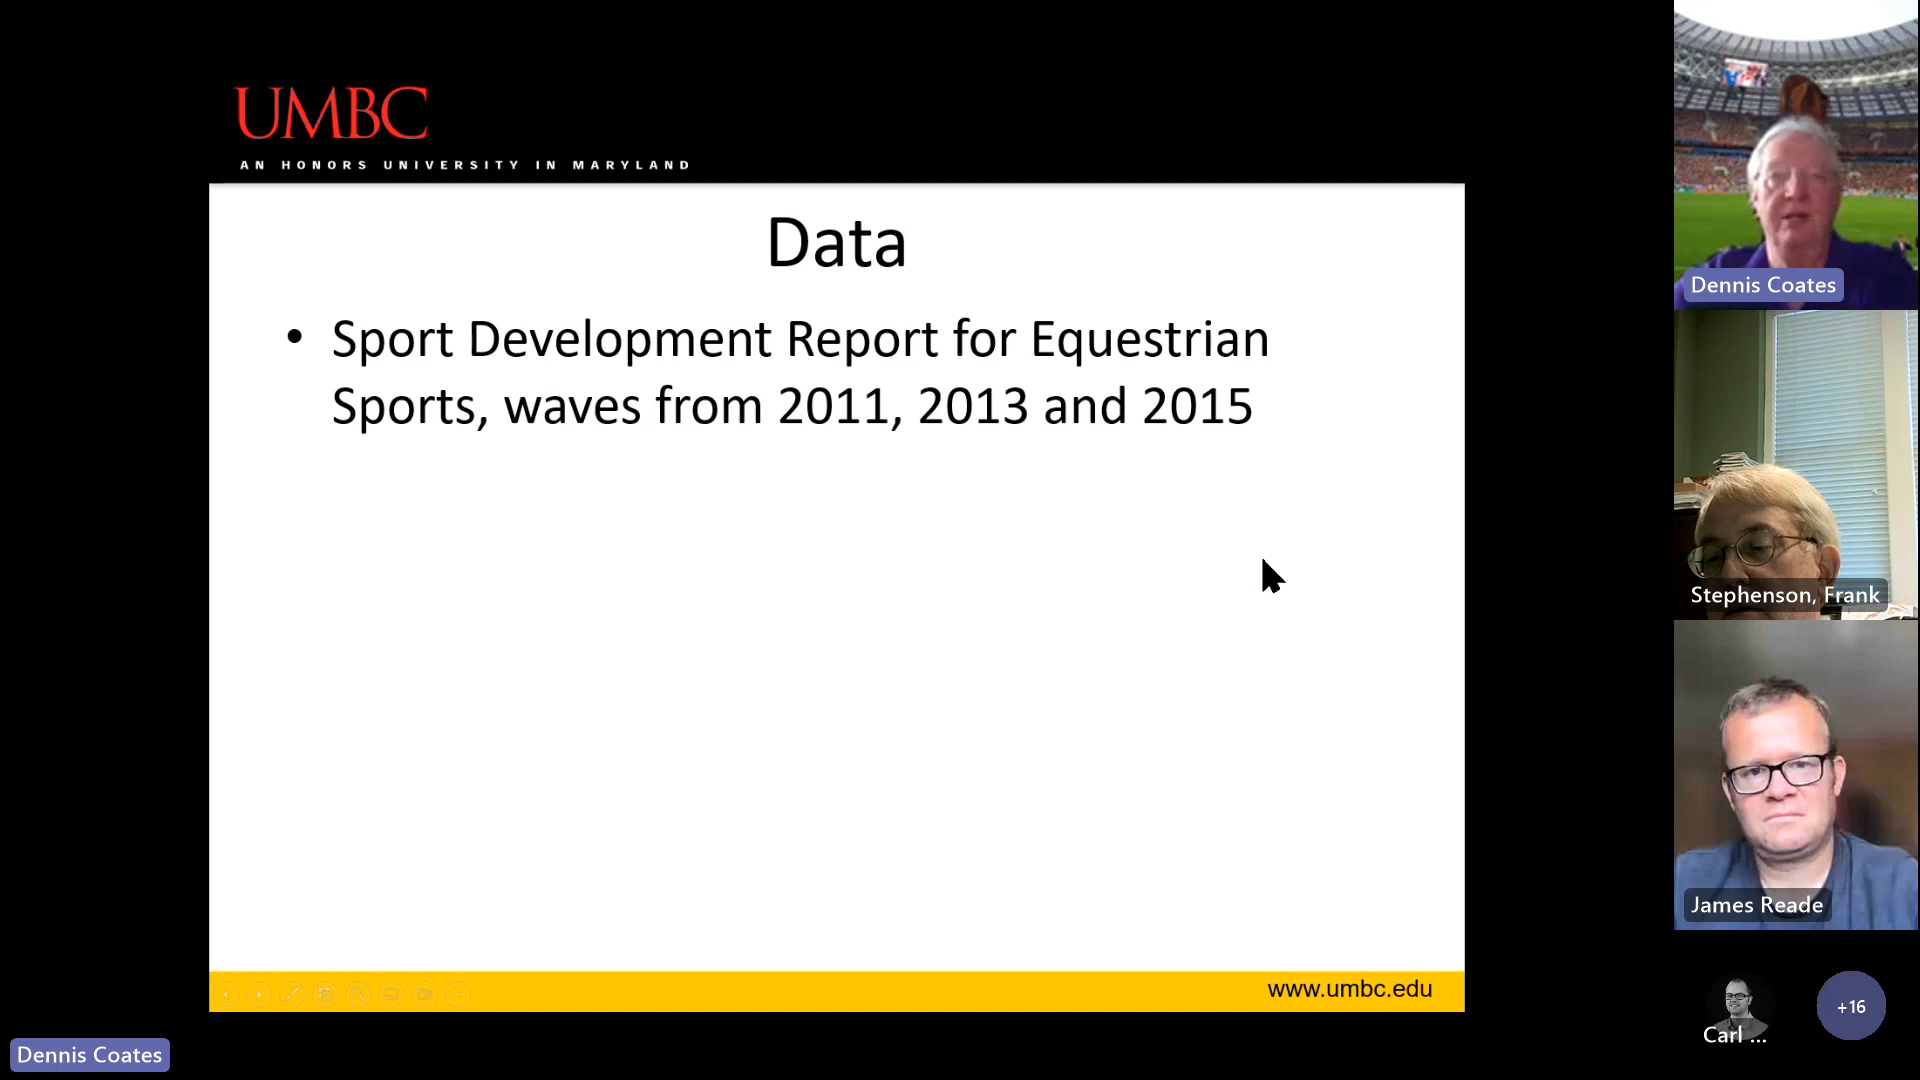 UMBC
AN HONORS UNIVERSITY IN MARYLAND
Data
• Sport Development Report for Equestrian
Sports, waves from 2011, 2013 and 2015
www.umbc.edu
Dennis Coates
Dennis Coates
Stephenson, Frank
James Reade
Carl ...
+16